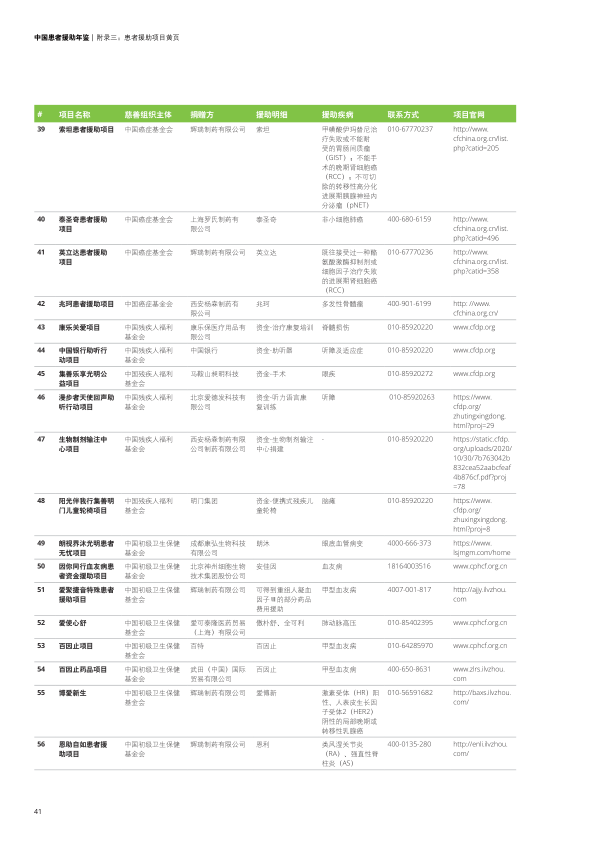 中国患者援助年鉴 | 附录三：患者援助项目黄页
# 项目名称 慈善组织主体 捐赠方 援助明细 援助疾病 联系方式 项目官网
39 索坦患者援助项目 中国癌症基金会 辉瑞制药有限公司 索坦 甲磺酸伊玛替尼治 010-67770237 http://www.
疗失败或不能耐 cfchina.org.cn/list.
受的胃肠间质瘤 php?catid=205
（GIST）；不能手
术的晚期肾细胞癌
（RCC）；不可切
除的转移性高分化
进展期胰腺神经内
分泌瘤（pNET）
40 泰圣奇患者援助 中国癌症基金会 上海罗氏制药有 泰圣奇 非小细胞肺癌 400-680-6159 http://www.
项目 限公司 cfchina.org.cn/list.
php?catid=496
41 英立达患者援助 中国癌症基金会 辉瑞制药有限公司 英立达 既往接受过一种酪 010-67770236 http://www.
项目 氨酸激酶抑制剂或 cfchina.org.cn/list.
细胞因子治疗失败 php?catid=358
的进展期肾细胞癌
（RCC）
42 兆珂患者援助项目 中国癌症基金会 西安杨森制药有 兆珂 多发性骨髓瘤 400-901-6199 http: //www.
限公司 cfchina.org.cn/
43 康乐关爱项目 中国残疾人福利 康乐保医疗用品有 资金-治疗康复培训 脊髓损伤 010-85920220 www.cfdp.org
基金会 限公司
44 中国银行助听行 中国残疾人福利 中国银行 资金-助听器 听障及适应症 010-85920220 www.cfdp.org
动项目 基金会
45 集善乐享光明公 中国残疾人福利 马鞍山昶明科技 资金-手术 眼疾 010-85920272 www.cfdp.org
益项目 基金会
46 漫步者天使回声助 中国残疾人福利 北京爱德发科技有 资金-听力语言康 听障 010-85920263 https://www.
听行动项目 基金会 限公司 复训练 cfdp.org/
zhutingxingdong.
html?proj=29
47 生物制剂输注中 中国残疾人福利 西安杨森制药有限 资金-生物制剂输注 - 010-85920220 https://static.cfdp.
心项目 基金会 公司制药有限公司 中心捐建 org/uploads/2020/
10/30/7b763042b
832cea52aabcfeaf
4b876cf.pdf?proj
=78
48 阳光伴我行集善明 中国残疾人福利 明门集团 资金-便携式残疾儿 脑瘫 010-85920220 https://www.
门儿童轮椅项目 基金会 童轮椅 cfdp.org/
zhuxingxingdong.
html?proj=8
49 朗视界沐光明患者 中国初级卫生保健 成都康弘生物科技 朗沐 眼底血管病变 4000-666-373 https://www.
无忧项目 基金会 有限公司 lsjmgm.com/home
50 因你同行血友病患 中国初级卫生保健 北京神州细胞生物 安佳因 血友病 18164003516 www.cphcf.org.cn
者资金援助项目 基金会 技术集团股份公司
51 爱聚援音特殊患者 中国初级卫生保健 辉瑞制药有限公司 可得到重组人凝血 甲型血友病 4007-001-817 http://ajjy.ilvzhou.
援助项目 基金会 因子Ⅷ的部分药品 com
费用援助
52 爱使心舒 中国初级卫生保健 爱可泰隆医药贸易 傲朴舒、全可利 肺动脉高压 010-85402395 www.cphcf.org.cn
基金会 （上海）有限公司
53 百因止项目 中国初级卫生保健 百特 百因止 甲型血友病 010-64285970 www.cphcf.org.cn
基金会
54 百因止药品项目 中国初级卫生保健 武田（中国）国际 百因止 甲型血友病 400-650-8631 www.zlrs.ilvzhou.
基金会 贸易有限公司 com
55 博爱新生 中国初级卫生保健 辉瑞制药有限公司 爱博新 激素受体（HR）阳 010-56591682 http://baxs.ilvzhou.
基金会 性、人表皮生长因 com/
子受体2（HER2）
阴性的局部晚期或
转移性乳腺癌
56 恩助自如患者援 中国初级卫生保健 辉瑞制药有限公司 恩利 类风湿关节炎 400-0135-280 http://enli.ilvzhou.
助项目 基金会 （RA）、强直性脊 com/
柱炎（AS）
41